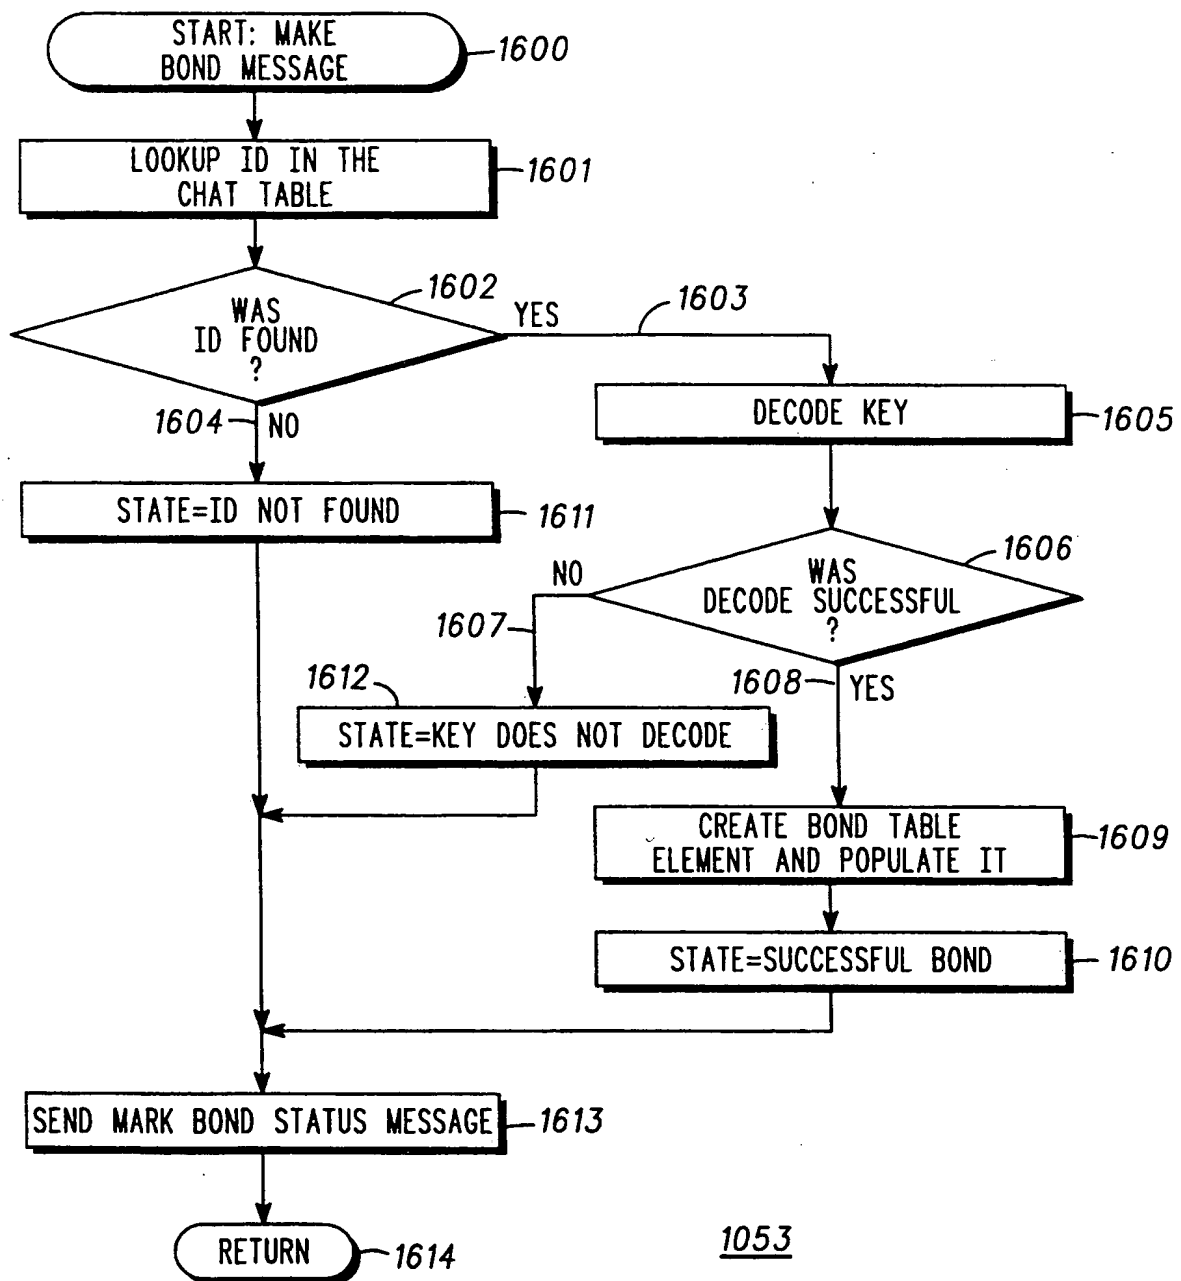 START: MAKE
BOND MESSAGE
1600
LOOKUP ID IN THE
CHAT TABLE
1601
WAS
ID FOUND
?
1602
YES
1603
1604
NO
DECODE KEY
1605
STATE=ID NOT FOUND
1611
WAS
DECODE SUCCESSFUL
?
1606
NO
1607
1608
YES
1612
STATE=KEY DOES NOT DECODE
CREATE BOND TABLE
ELEMENT AND POPULATE IT
1609
STATE=SUCCESSFUL BOND
1610
SEND MARK BOND STATUS MESSAGE
1613
RETURN
1614
1053